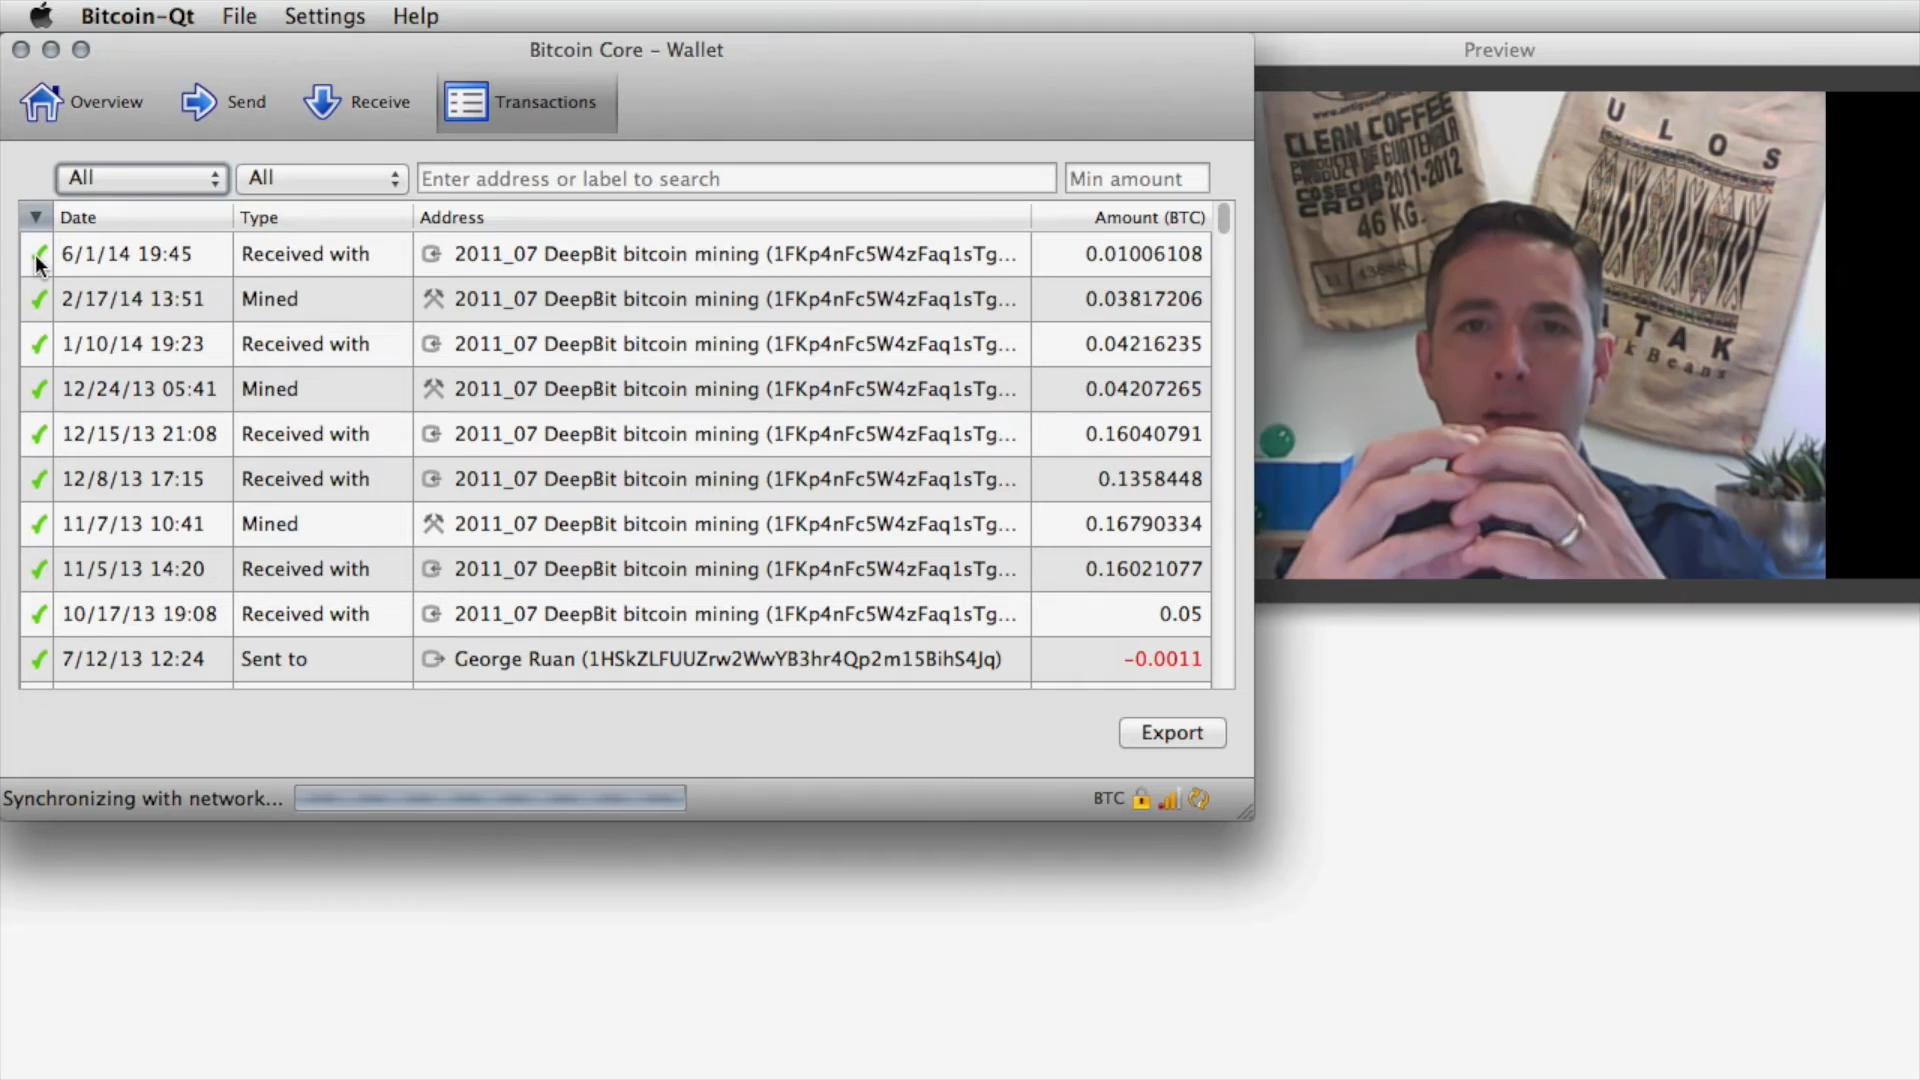 Bitcoin-Qt File Settings Help
Bitcoin Core – Wallet
Preview
Overview Send Receive Transactions
All All Enter address or label to search Min amount
Date Type Address Amount (BTC)
6/1/14 19:45 Received with 2011_07 DeepBit bitcoin mining (1FKp4nFc5W4zFaq1sTg... 0.01006108
2/17/14 13:51 Mined 2011_07 DeepBit bitcoin mining (1FKp4nFc5W4zFaq1sTg... 0.03817206
1/10/14 19:23 Received with 2011_07 DeepBit bitcoin mining (1FKp4nFc5W4zFaq1sTg... 0.04216235
12/24/13 05:41 Mined 2011_07 DeepBit bitcoin mining (1FKp4nFc5W4zFaq1sTg... 0.04207265
12/15/13 21:08 Received with 2011_07 DeepBit bitcoin mining (1FKp4nFc5W4zFaq1sTg... 0.16040791
12/8/13 17:15 Received with 2011_07 DeepBit bitcoin mining (1FKp4nFc5W4zFaq1sTg... 0.1358448
11/7/13 10:41 Mined 2011_07 DeepBit bitcoin mining (1FKp4nFc5W4zFaq1sTg... 0.16790334
11/5/13 14:20 Received with 2011_07 DeepBit bitcoin mining (1FKp4nFc5W4zFaq1sTg... 0.16021077
10/17/13 19:08 Received with 2011_07 DeepBit bitcoin mining (1FKp4nFc5W4zFaq1sTg... 0.05
7/12/13 12:24 Sent to George Ruan (1HSkZLFUUZrw2WwYB3hr4Qp2m15BihS4Jq) -0.0011
Export
Synchronizing with network... BTC
CLEAN COFFEE
PRODUCT OF GUATEMALA
2011-2012
46 KG.
ULOS
TAK
Beans